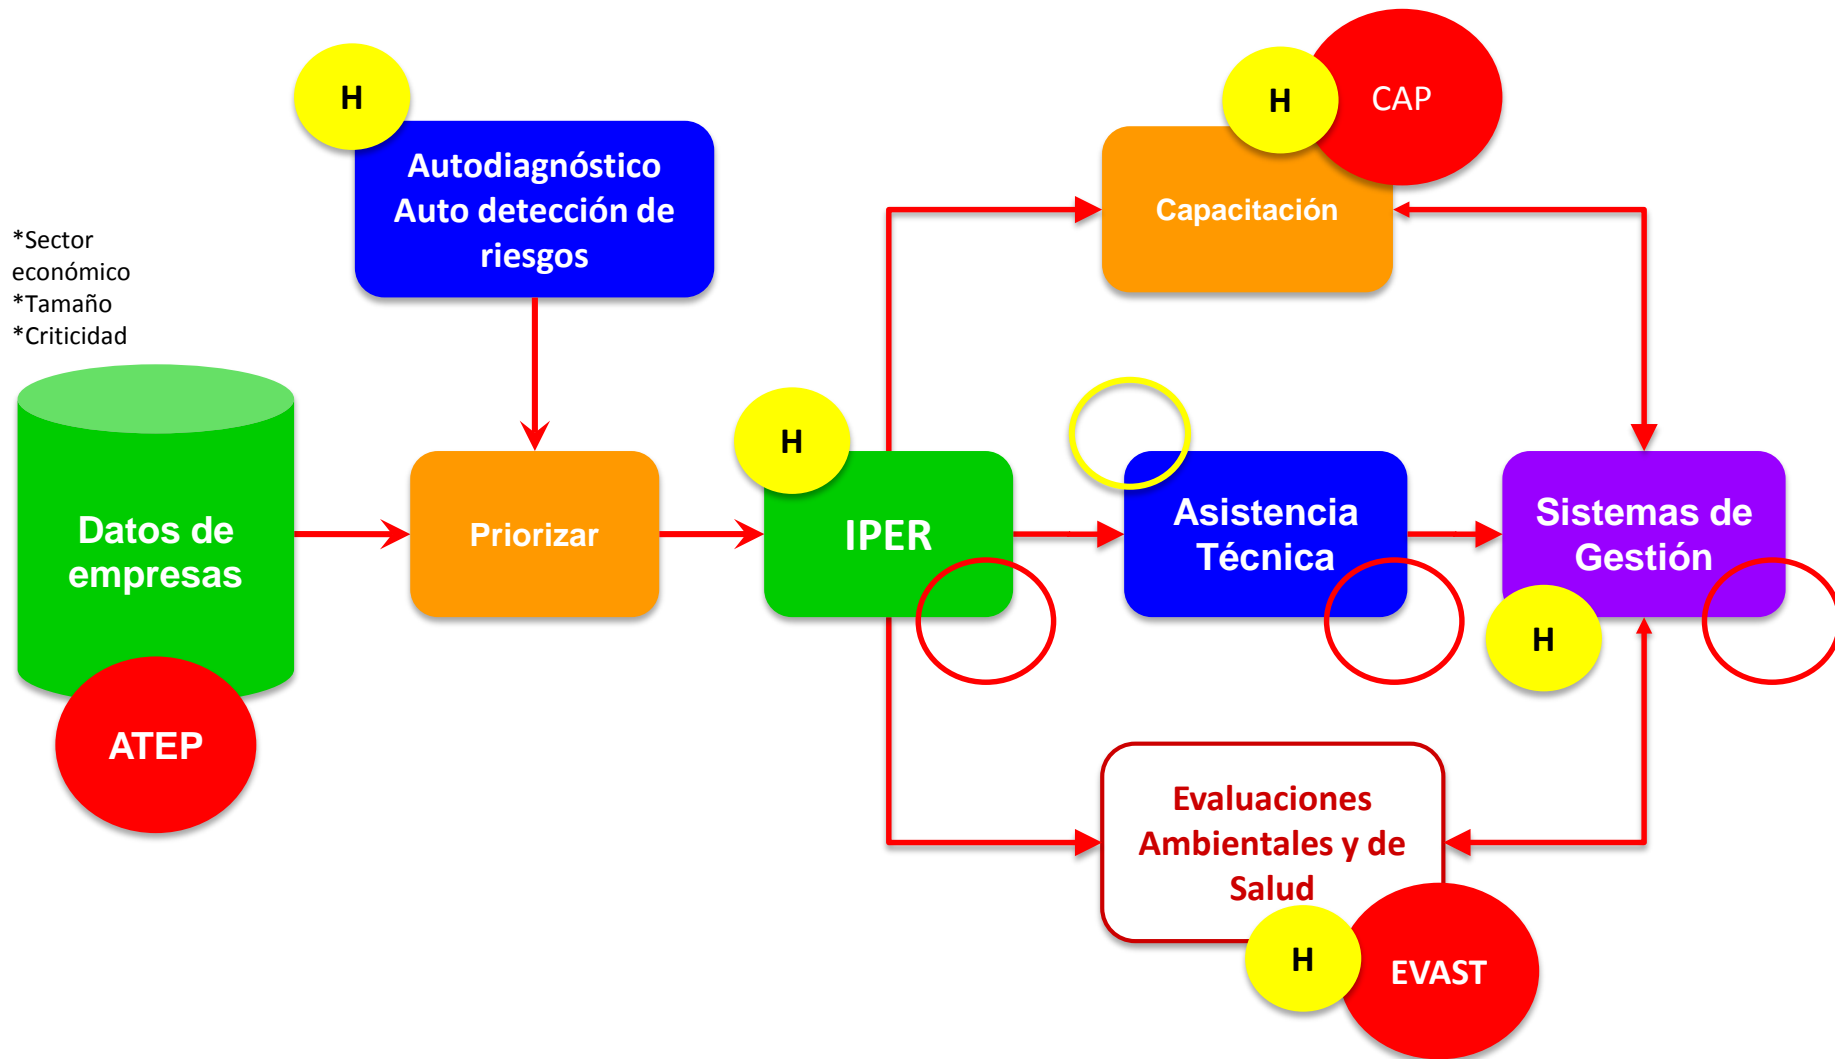 H
CAP
H
Autodiagnóstico
Auto detección de
riesgos
Capacitación
*Sector
económico
*Tamaño
*Criticidad
H
Datos de
empresas
Priorizar
IPER
Asistencia
Técnica
Sistemas de
Gestión
H
ATEP
Evaluaciones
Ambientales y de
Salud
H
EVAST